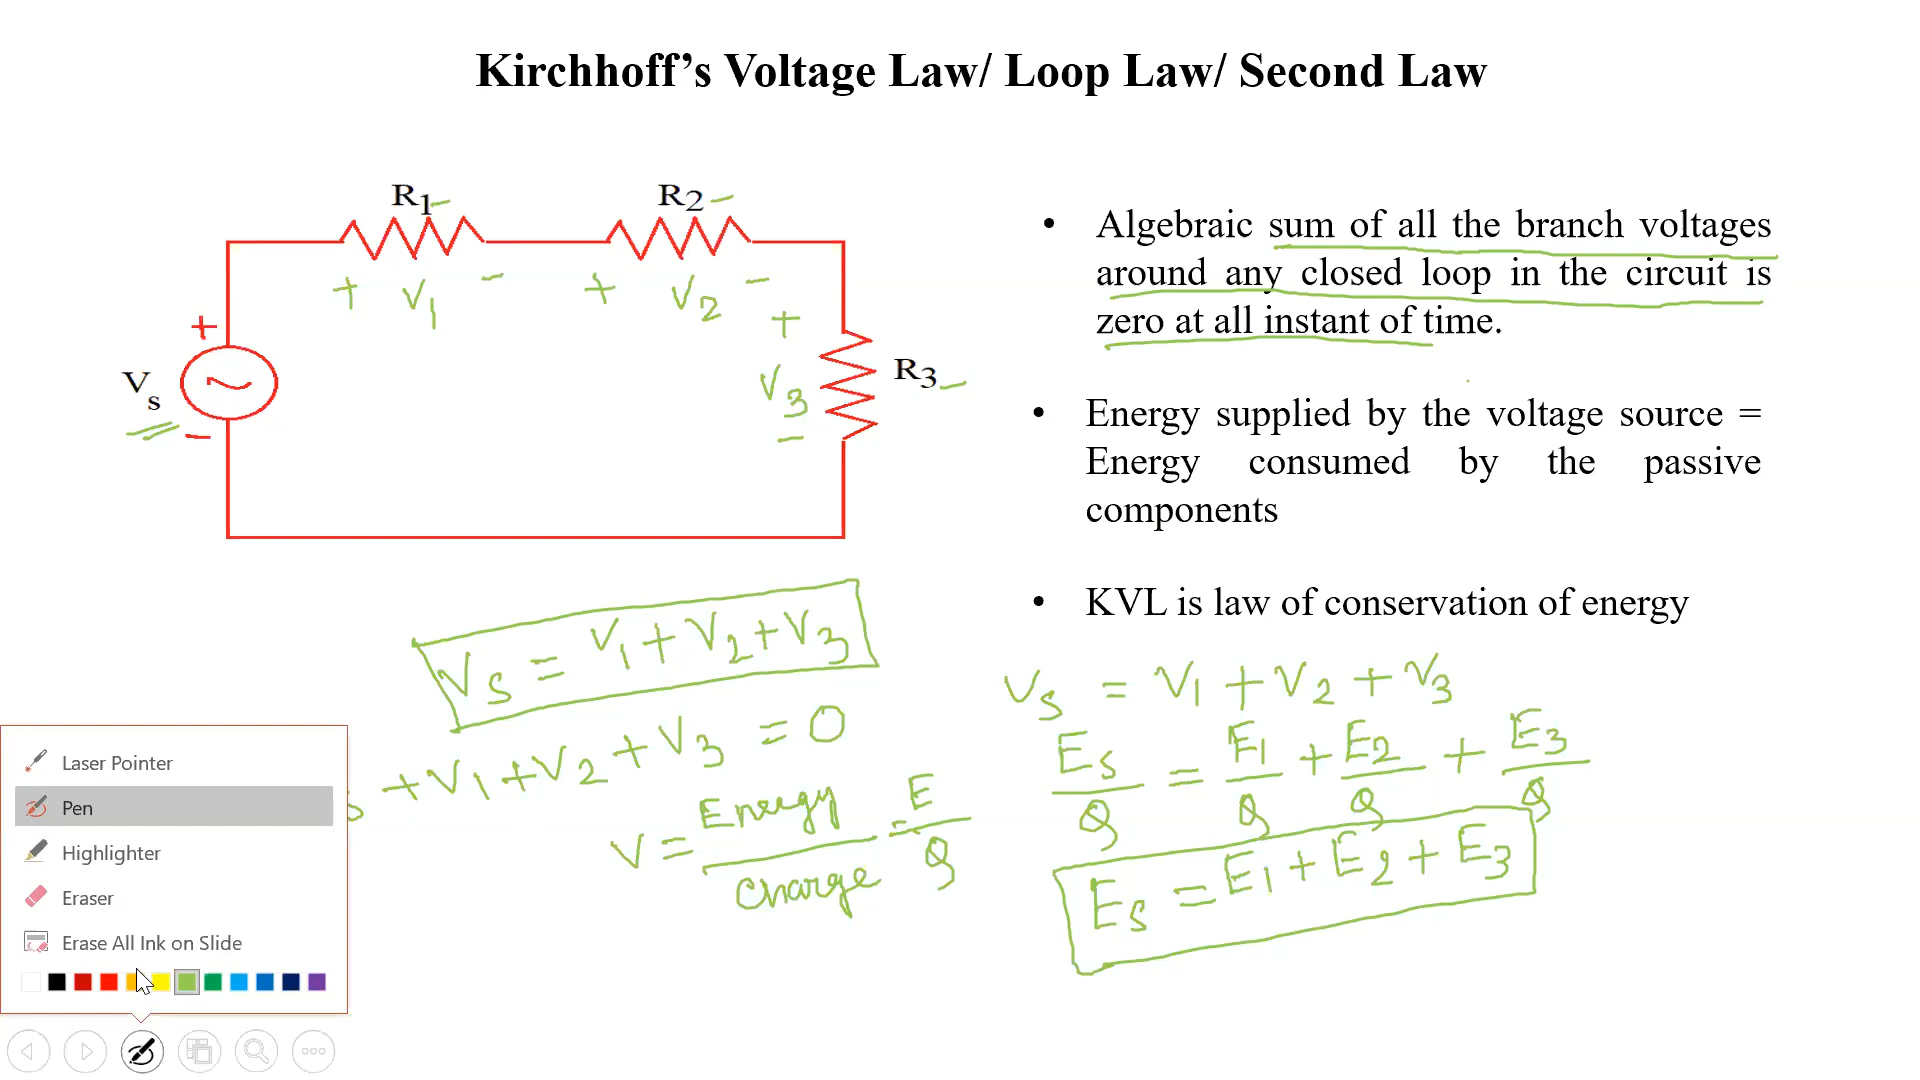 Kirchhoff's Voltage Law/ Loop Law/ Second Law
R1
R2
+ V1 -
+ V2 -
+
Vs
+
-
V3
-
R3
• Algebraic sum of all the branch voltages
around any closed loop in the circuit is
zero at all instant of time.
• Energy supplied by the voltage source =
Energy consumed by the passive
components
• KVL is law of conservation of energy
Vs = V1 + V2 + V3
+ V1 + V2 + V3 = 0
V = Energy / Charge = E / Q
Vs = V1 + V2 + V3
Es / Q = E1 / Q + E2 / Q + E3 / Q
Es = E1 + E2 + E3
Laser Pointer
Pen
Highlighter
Eraser
Erase All Ink on Slide